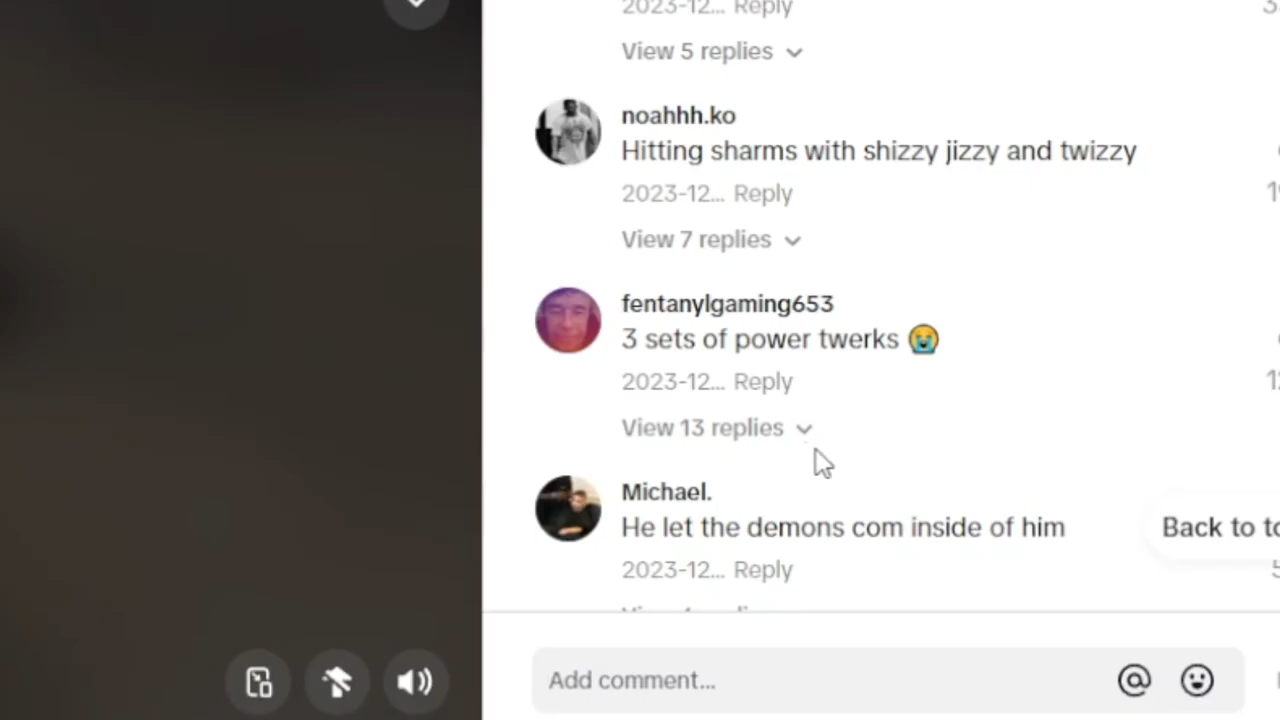 2023-12... Reply
View 5 replies
noahhh.ko
Hitting sharms with shizzy jizzy and twizzy
2023-12... Reply
View 7 replies
fentanylgaming653
3 sets of power twerks 😭
2023-12... Reply
View 13 replies
Michael.
He let the demons com inside of him
Back to
2023-12... Reply
Add comment...